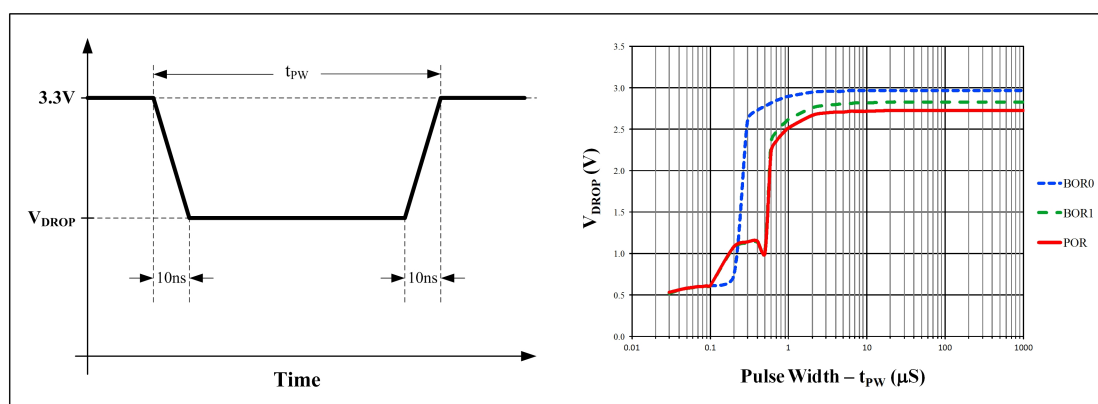 t_PW
3.3V
V_DROP
10ns
10ns
Time
3.5
3.0
2.5
2.0
1.5
1.0
0.5
0.0
V_DROP (V)
0.01
0.1
1
10
100
1000
Pulse Width – t_PW (μS)
BOR0
BOR1
POR